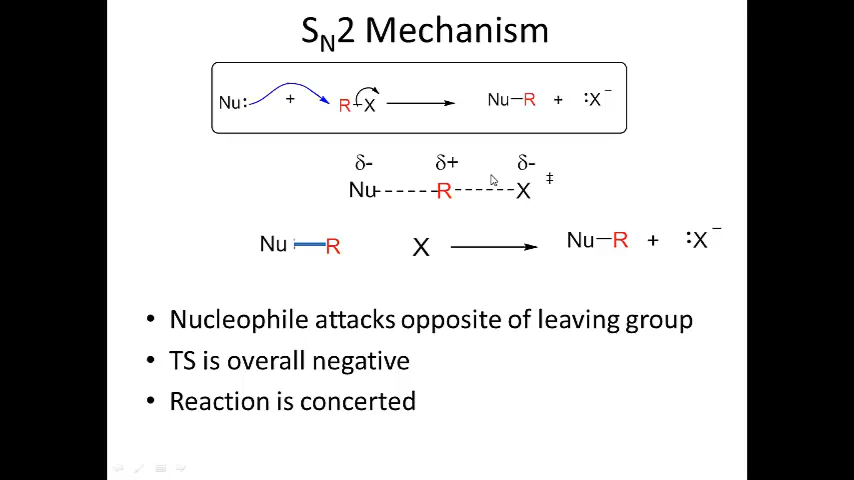 SN2 Mechanism
Nu: + R-X Nu-R + :X⁻
δ- δ+ δ-
Nu-----R-----X ‡
Nu R X Nu-R + :X⁻
• Nucleophile attacks opposite of leaving group
• TS is overall negative
• Reaction is concerted